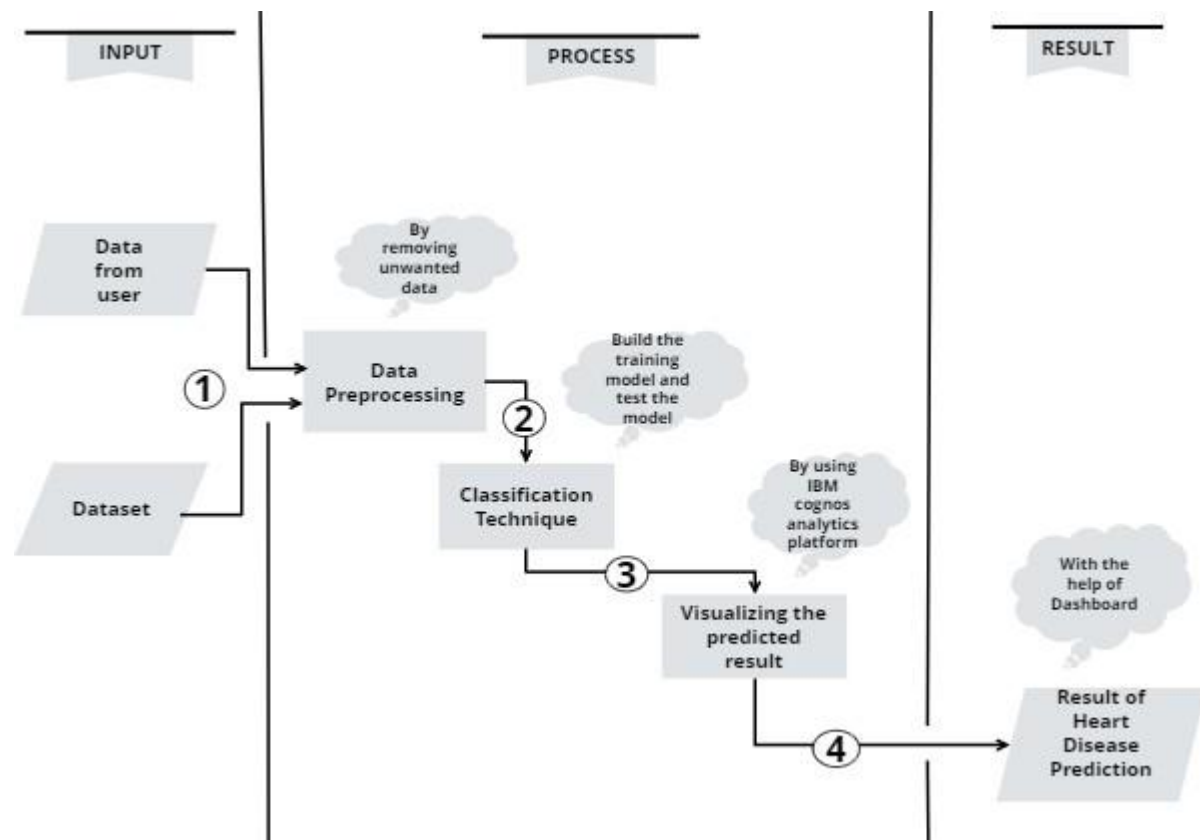 INPUT
PROCESS
RESULT
Data
from
user
By
removing
unwanted
data
Data
Preprocessing
1
2
Build the
training
model and
test the
model
Dataset
Classification
Technique
3
By using
IBM
cognos
analytics
platform
Visualizing the
predicted
result
4
With the
help of
Dashboard
Result of
Heart
Disease
Prediction